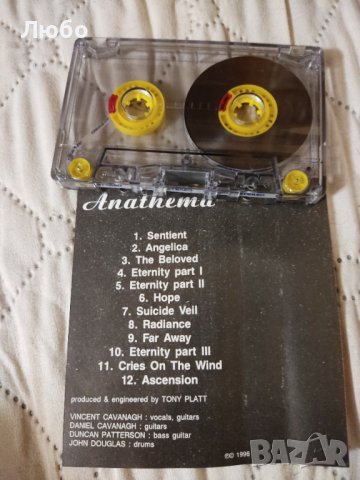 Любо
Anathema
1. Sentient
2. Angelica
3. The Beloved
4. Eternity part I
5. Eternity part II
6. Hope
7. Suicide Veil
8. Radiance
9. Far Away
10. Eternity part III
11. Cries On The Wind
12. Ascension
produced & engineered by TONY PLATT
VINCENT CAVANAGH : vocals, guitars
DANIEL CAVANAGH : guitars
DUNCAN PATTERSON : bass guitar
JOHN DOUGLAS : drums
℗© 1996
BAZAR